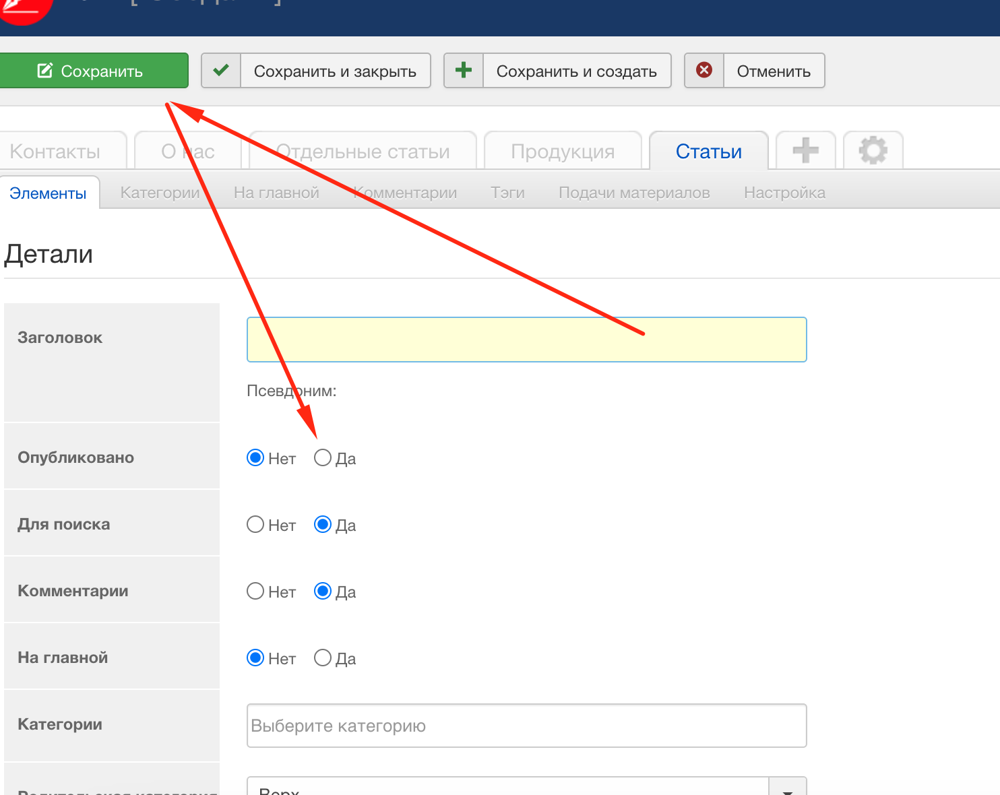 Сохранить Сохранить и закрыть Сохранить и создать Отменить
Контакты О нас Отдельные статьи Продукция Статьи
Элементы Категории На главной Комментарии Тэги Подачи материалов Настройка
Детали
Заголовок
Псевдоним:
Опубликовано Нет Да
Для поиска Нет Да
Комментарии Нет Да
На главной Нет Да
Категории Выберите категорию
Родительская категория Верх